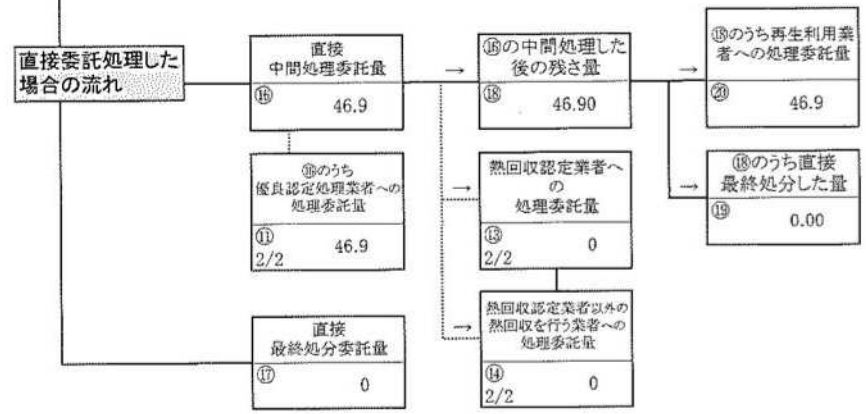 直接委託処理した
場合の流れ
直接
中間処理委託量
⑯
46.9
→
⑯の中間処理した
後の残さ量
⑱
46.90
→
⑱のうち再生利用業
者への処理委託量
⑳
46.9
⑯のうち
優良認定処理業者への
処理委託量
⑪
2/2
46.9
→
熱回収認定業者へ
の
処理委託量
⑬
2/2
0
→
⑱のうち直接
最終処分した量
⑲
0.00
直接
最終処分委託量
⑰
0
→
熱回収認定業者以外の
熱回収を行う業者への
処理委託量
⑭
2/2
0